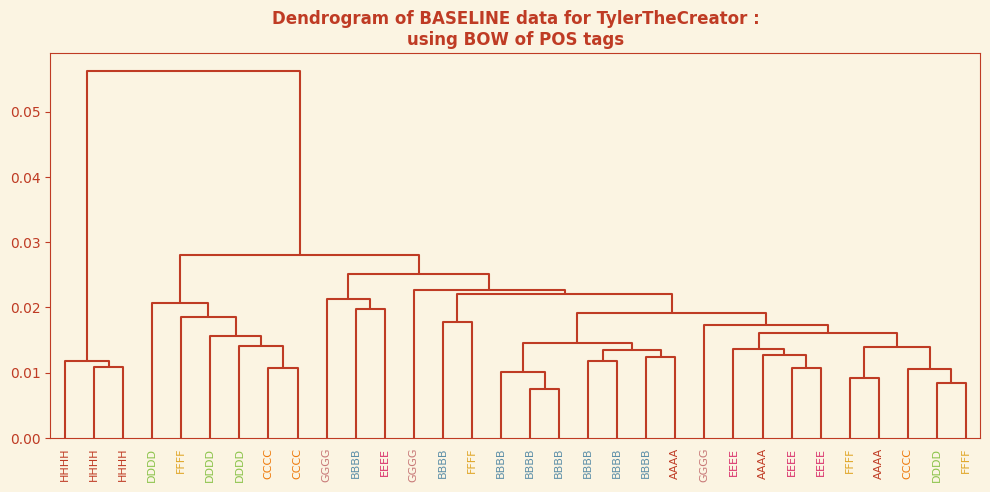 Dendrogram of BASELINE data for TylerTheCreator :
using BOW of POS tags
0.05
0.04
0.03
0.02
0.01
0.00
HHHH HHHH HHHH DDDD FFFF DDDD DDDD CCCC CCCC GGGG BBBB EEEE GGGG BBBB FFFF BBBB BBBB BBBB BBBB BBBB BBBB AAAA GGGG EEEE AAAA EEEE EEEE FFFF AAAA CCCC DDDD FFFF